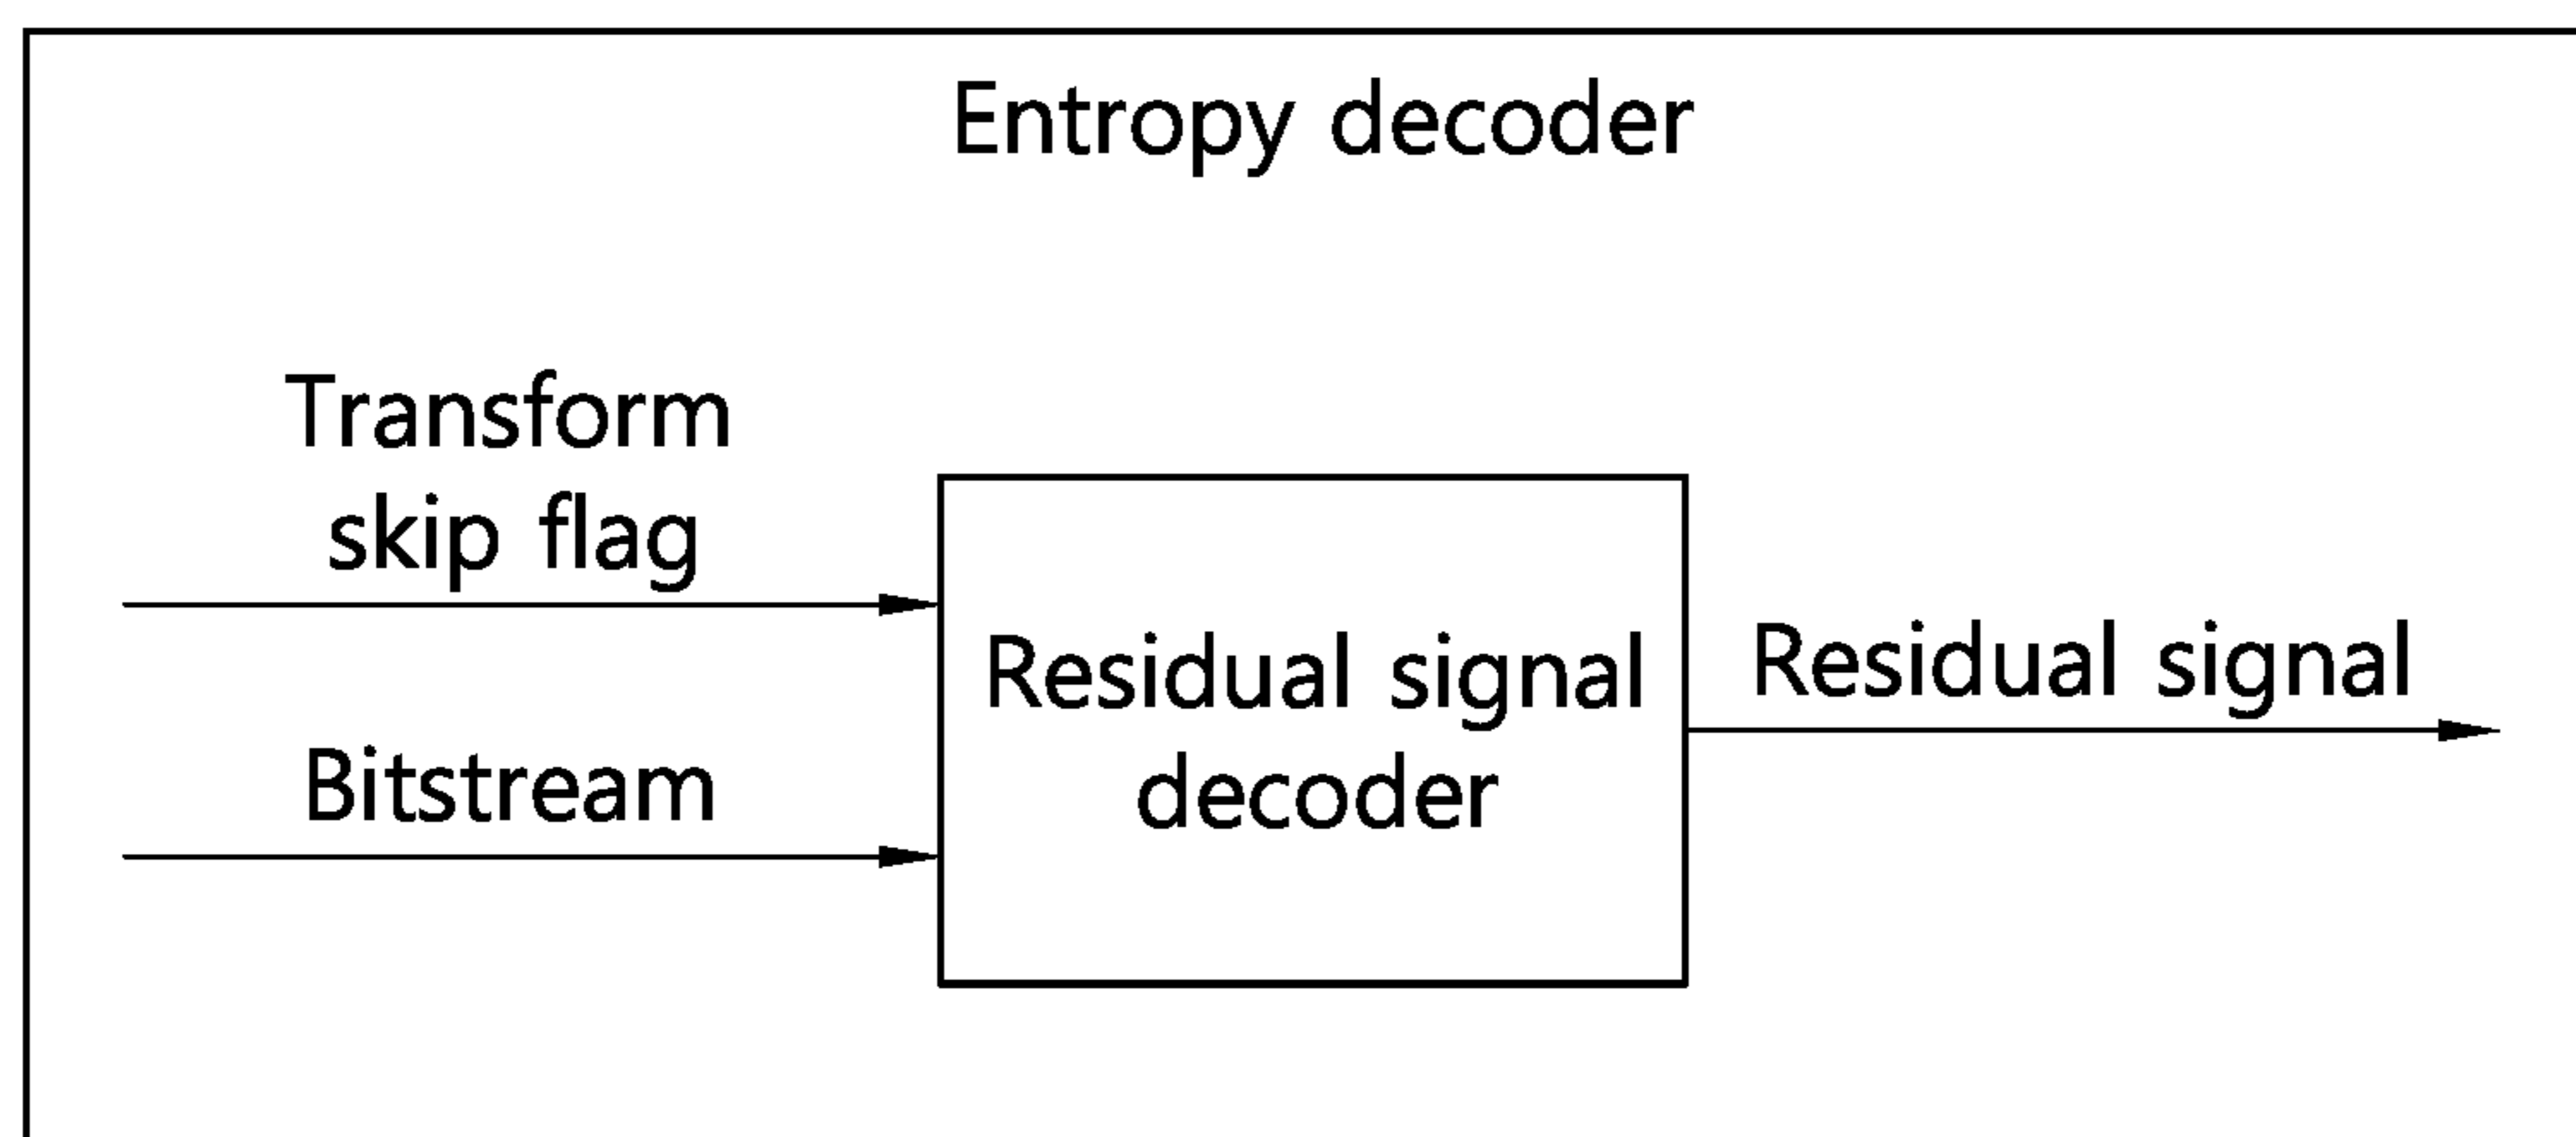 Entropy decoder
Transform
skip flag
Bitstream
Residual signal
decoder
Residual signal